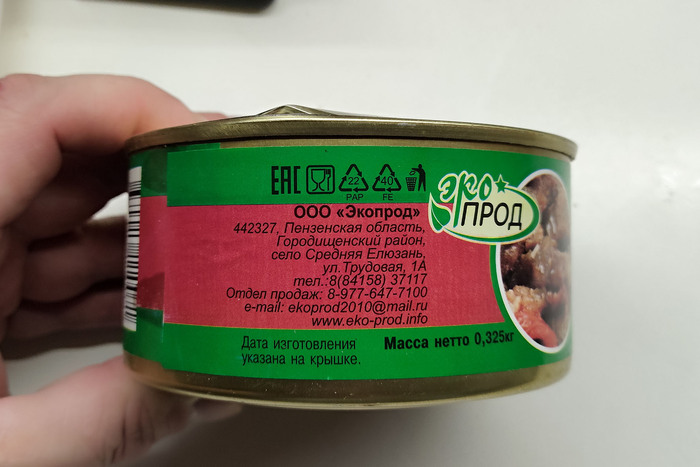 EAC
22
PAP
40
FE
ЭКО
ПРОД
ООО «Экопрод»
442327, Пензенская область,
Городищенский район,
село Средняя Елюзань,
ул.Трудовая, 1А
тел.:8(84158) 37117
Отдел продаж: 8-977-647-7100
e-mail: ekoprod2010@mail.ru
www.eko-prod.info
Дата изготовления
указана на крышке.
Масса нетто 0,325кг